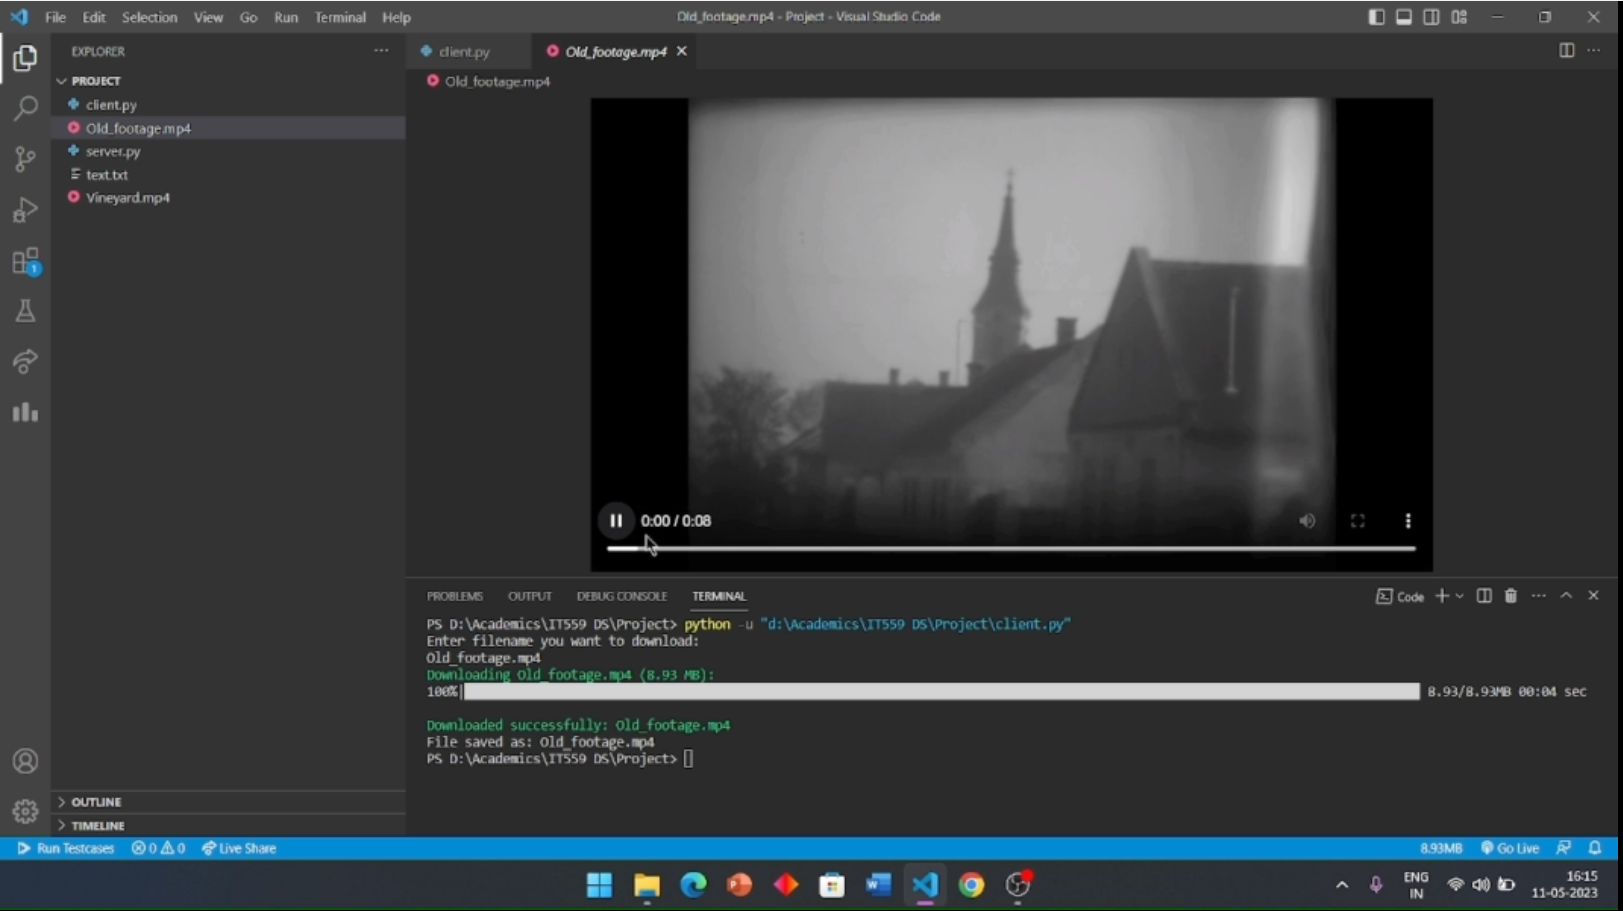 File Edit Selection View Go Run Terminal Help
Old_footage.mp4 - Project - Visual Studio Code
EXPLORER
PROJECT
client.py
Old_footage.mp4
server.py
text.txt
Vineyard.mp4
1
OUTLINE
TIMELINE
client.py
Old_footage.mp4
Old_footage.mp4
0:00 / 0:08
PROBLEMS OUTPUT DEBUG CONSOLE TERMINAL
Code
PS D:\Academics\IT559 DS\Project> python -u "d:\Academics\IT559 DS\Project\client.py"
Enter filename you want to download:
Old_footage.mp4
Downloading Old_footage.mp4 (8.93 MB):
100%| 8.93/8.93MB 00:04 sec
Downloaded successfully: Old_footage.mp4
File saved as: Old_footage.mp4
PS D:\Academics\IT559 DS\Project>
Run Testcases 0 0 Live Share
8.93MB Go Live
ENG
IN
16:15
11-05-2023